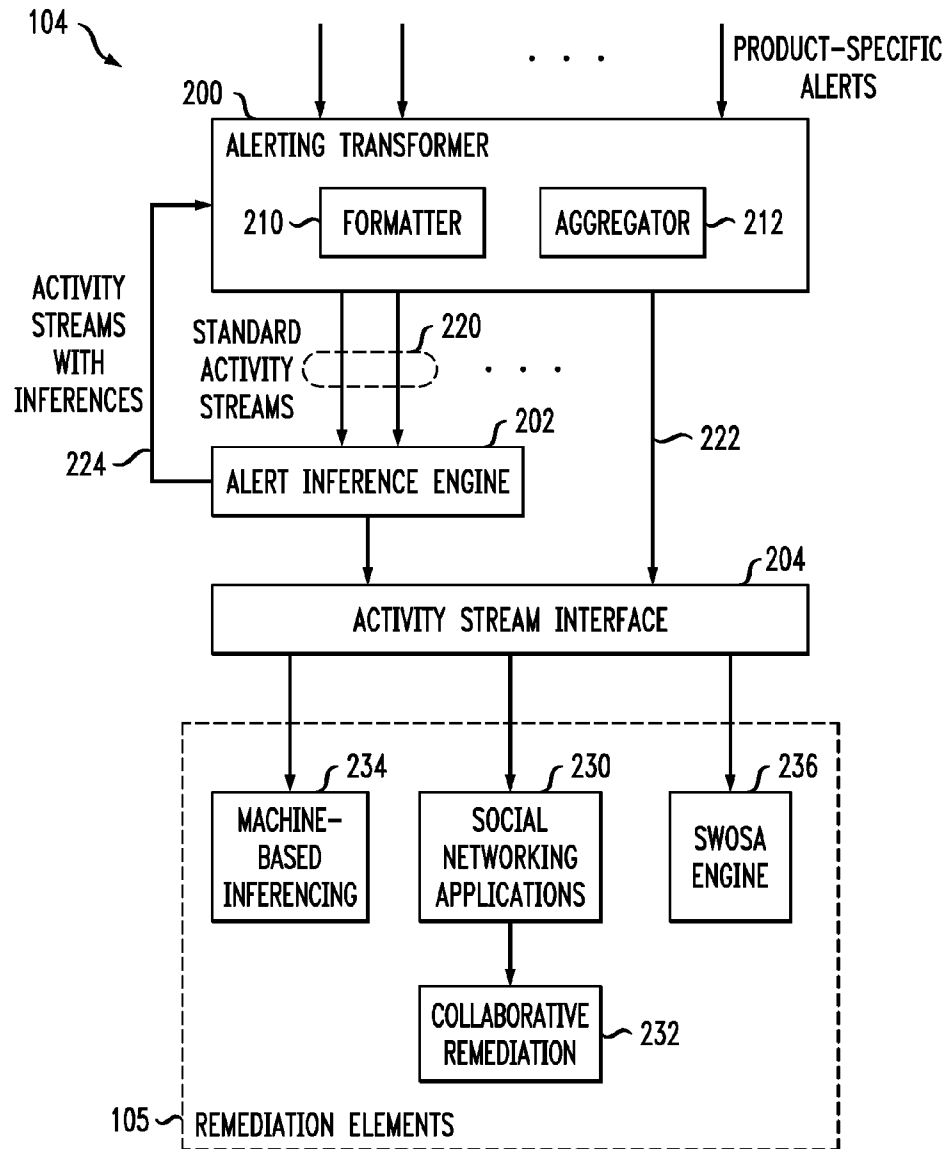 104
PRODUCT-SPECIFIC
ALERTS
200
ALERTING TRANSFORMER
210
FORMATTER
AGGREGATOR
212
ACTIVITY
STREAMS
WITH
INFERENCES
224
STANDARD
ACTIVITY
STREAMS
220
202
222
ALERT INFERENCE ENGINE
204
ACTIVITY STREAM INTERFACE
234
230
236
MACHINE-
BASED
INFERENCING
SOCIAL
NETWORKING
APPLICATIONS
SWOSA
ENGINE
COLLABORATIVE
REMEDIATION
232
105
REMEDIATION ELEMENTS